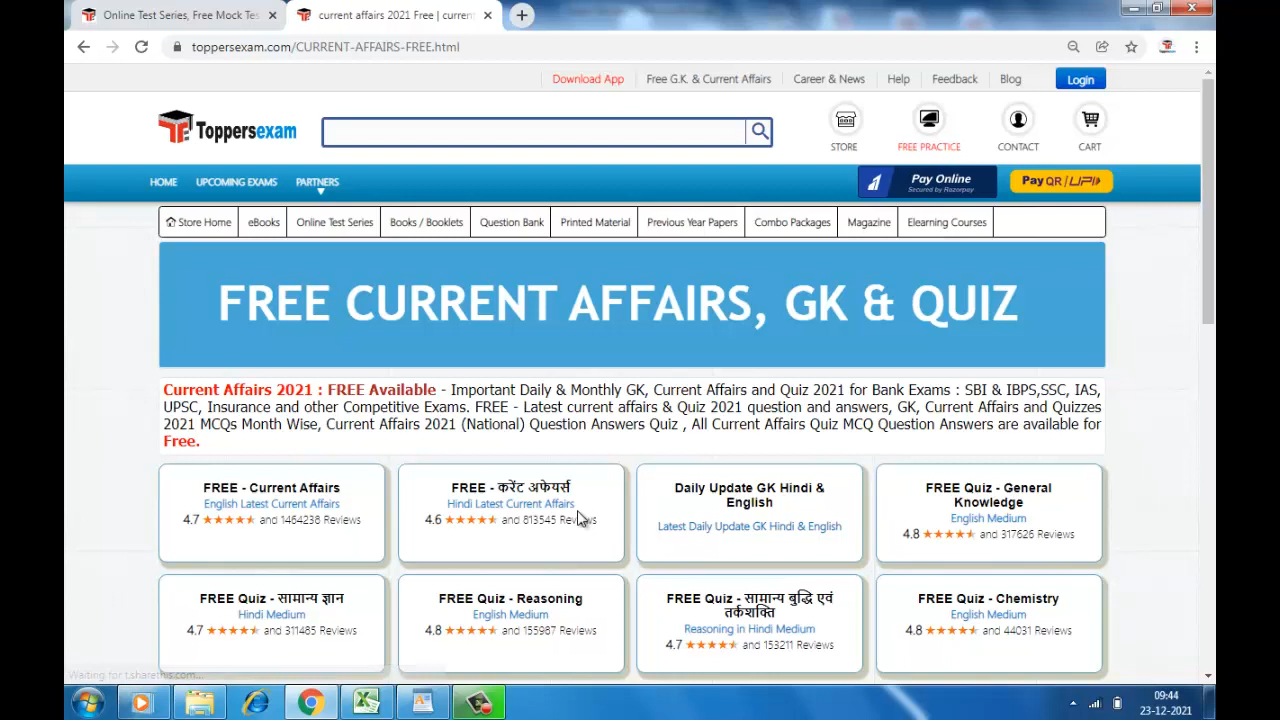 Online Test Series, Free Mock Tes
current affairs 2021 Free | curren
toppersexam.com/CURRENT-AFFAIRS-FREE.html
Download App
Free G.K. & Current Affairs
Career & News
Help
Feedback
Blog
Login
Toppersexam
STORE
FREE PRACTICE
CONTACT
CART
HOME
UPCOMING EXAMS
PARTNERS
Pay Online
Secured by Razorpay
Pay QR / UPI
Store Home
eBooks
Online Test Series
Books / Booklets
Question Bank
Printed Material
Previous Year Papers
Combo Packages
Magazine
Elearning Courses
FREE CURRENT AFFAIRS, GK & QUIZ
Current Affairs 2021 : FREE Available - Important Daily & Monthly GK, Current Affairs and Quiz 2021 for Bank Exams : SBI & IBPS,SSC, IAS,
UPSC, Insurance and other Competitive Exams. FREE - Latest current affairs & Quiz 2021 question and answers, GK, Current Affairs and Quizzes
2021 MCQs Month Wise, Current Affairs 2021 (National) Question Answers Quiz , All Current Affairs Quiz MCQ Question Answers are available for
Free.
FREE - Current Affairs
English Latest Current Affairs
4.7 and 1464238 Reviews
FREE - करेंट अफेयर्स
Hindi Latest Current Affairs
4.6 and 813545 Reviews
Daily Update GK Hindi &
English
Latest Daily Update GK Hindi & English
FREE Quiz - General
Knowledge
English Medium
4.8 and 317626 Reviews
FREE Quiz - सामान्य ज्ञान
Hindi Medium
4.7 and 311485 Reviews
FREE Quiz - Reasoning
English Medium
4.8 and 155987 Reviews
FREE Quiz - सामान्य बुद्धि एवं
तर्कशक्ति
Reasoning in Hindi Medium
4.7 and 153211 Reviews
FREE Quiz - Chemistry
English Medium
4.8 and 44031 Reviews
Waiting for t.sharethis.com...
09:44
23-12-2021